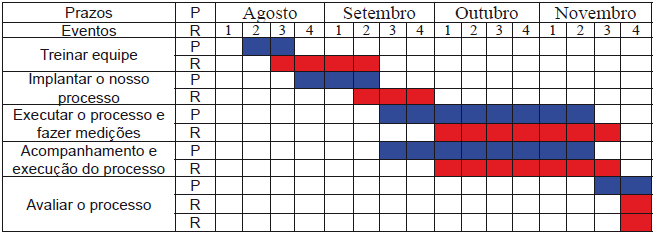 Prazos P Agosto Setembro Outubro Novembro
Eventos R 1 2 3 4 1 2 3 4 1 2 3 4 1 2 3 4
Treinar equipe P
R
Implantar o nosso P
processo R
Executar o processo e P
fazer medições R
Acompanhamento e P
execução do processo R
P
Avaliar o processo R
R